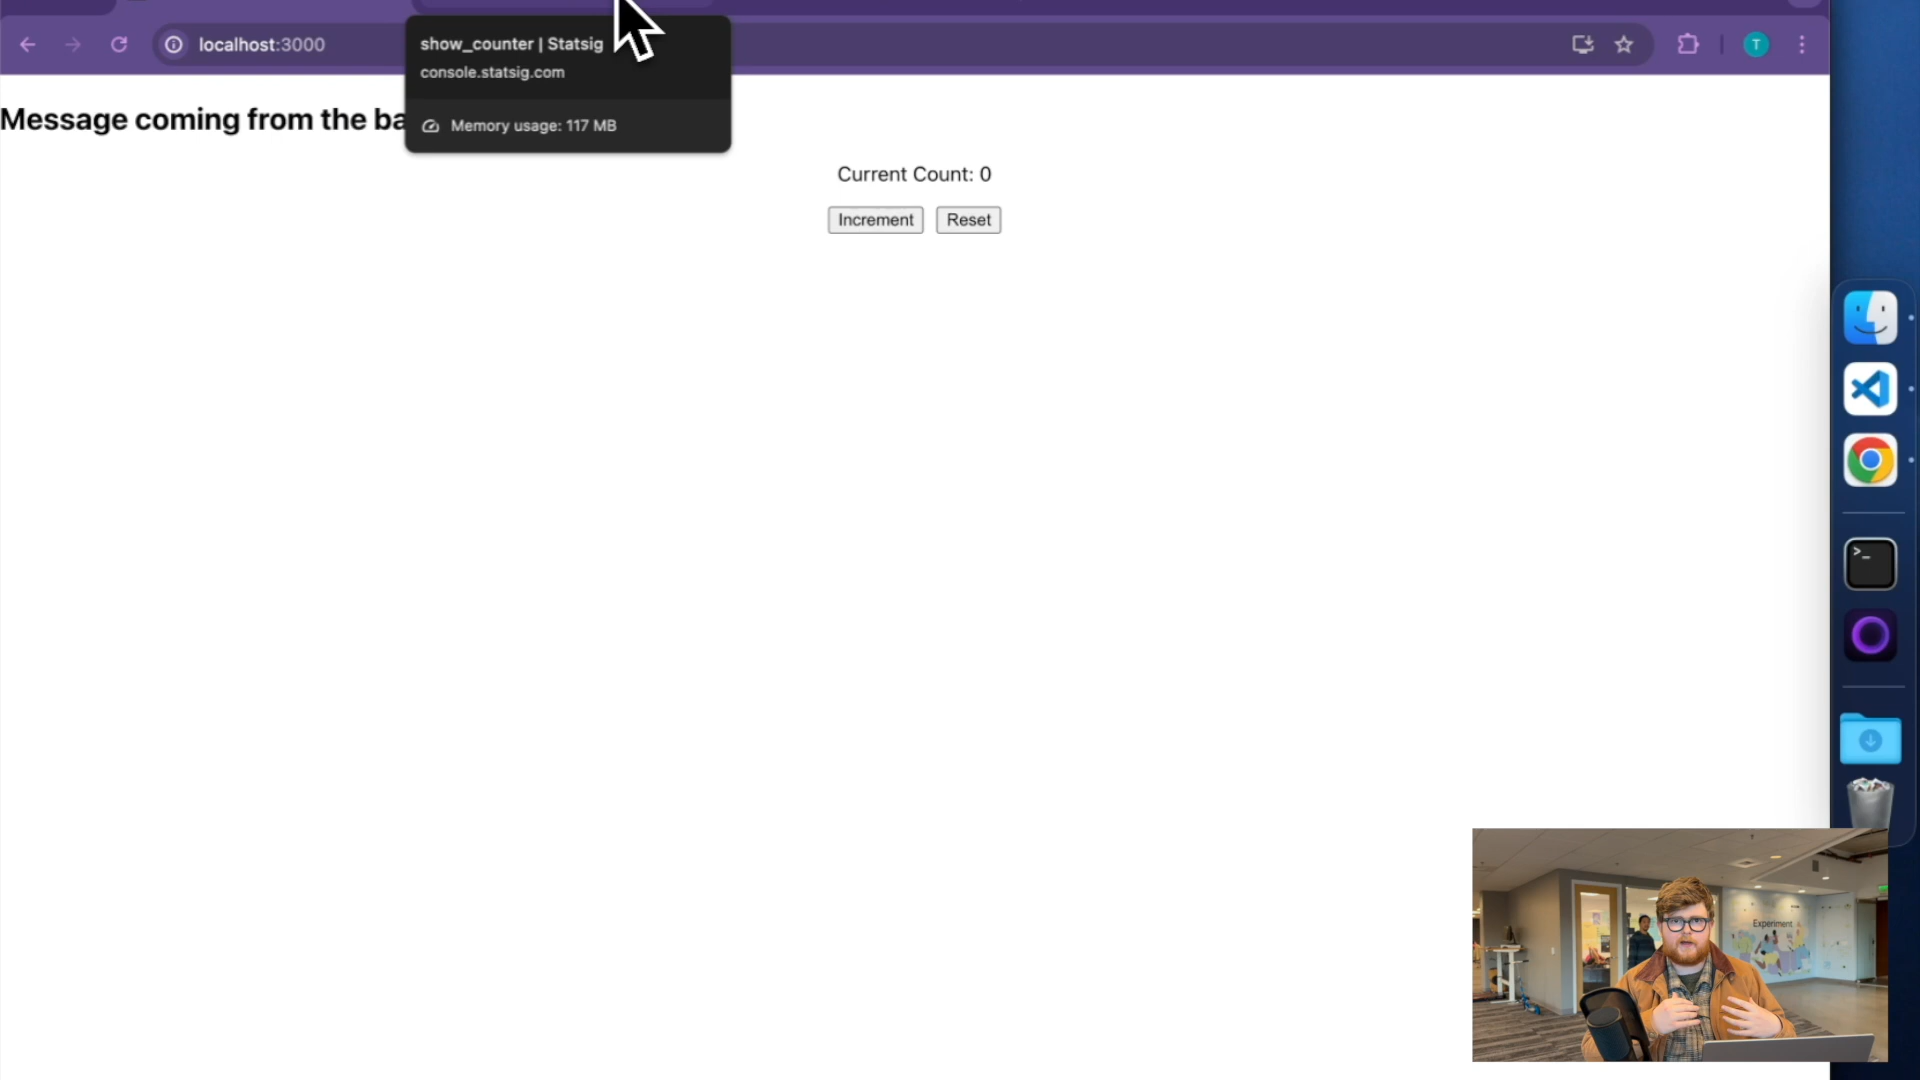 localhost:3000
show_counter | Statsig
console.statsig.com
Memory usage: 117 MB
T
Message coming from the ba
Current Count: 0
Increment
Reset
>_
Experiment